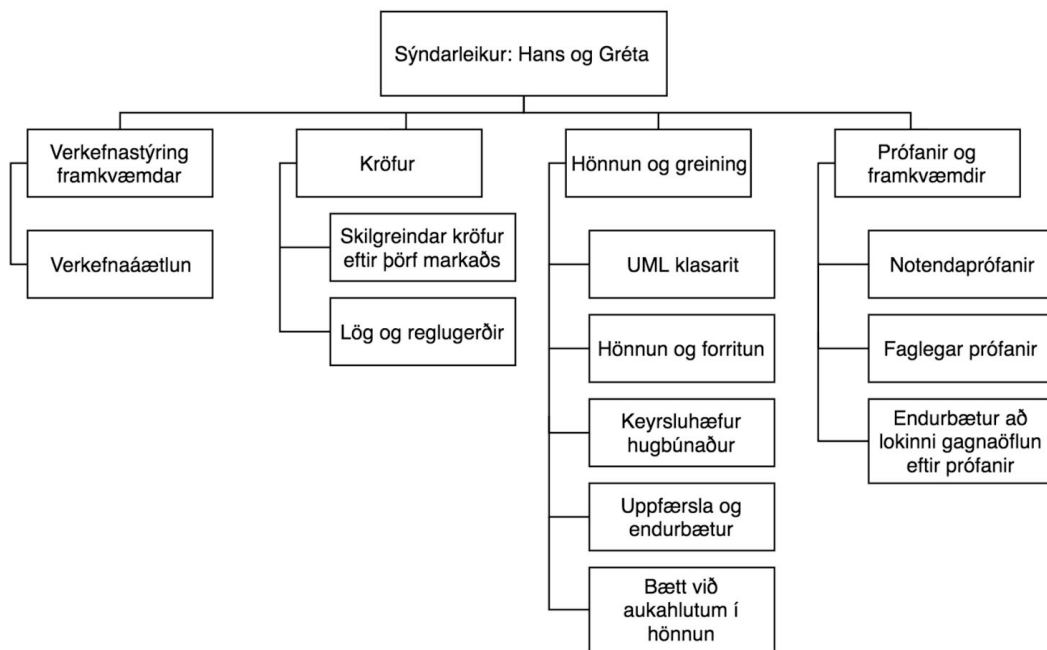 Sýndarleikur: Hans og Gréta
Verkefnastýring
framkvæmdar
Verkefnaáætlun
Kröfur
Skilgreindar kröfur
eftir þörf markaðs
Lög og reglugerðir
Hönnun og greining
UML klasarit
Hönnun og forritun
Keyrsluhæfur
hugbúnaður
Uppfærsla og
endurbætur
Bætt við
aukahlutum í
hönnun
Prófanir og
framkvæmdir
Notendaprófanir
Faglegar prófanir
Endurbætur að
lokinni gagnaöflun
eftir prófanir